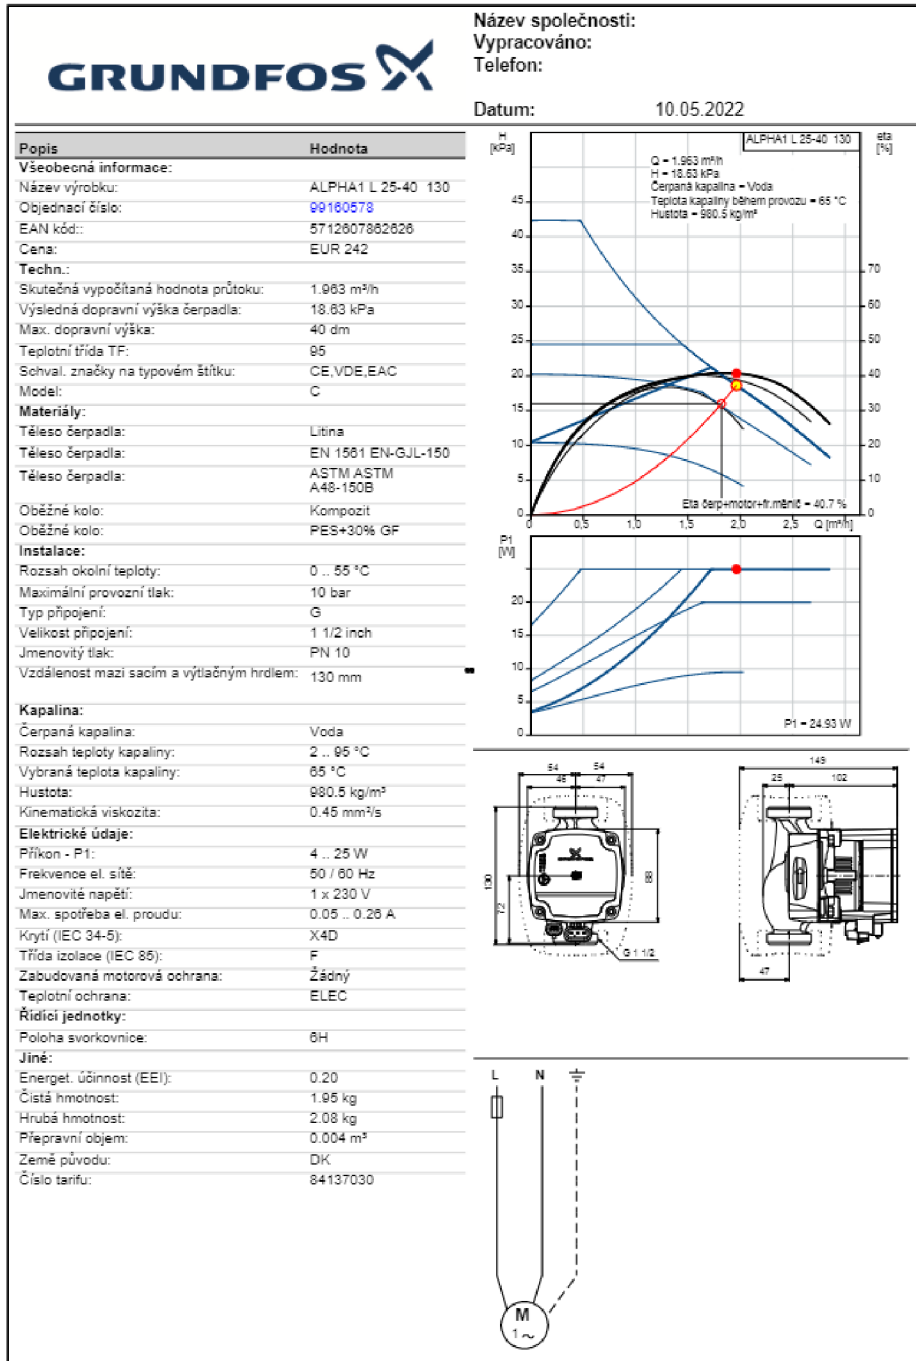 GRUNDFOS
Název společnosti:
Vypracováno:
Telefon:
Datum: 10.05.2022
Popis Hodnota
Všeobecná informace:
Název výrobku: ALPHA1 L 25-40 130
Objednací číslo: 99160578
EAN kód:: 5712607862626
Cena: EUR 242
Techn.:
Skutečná vypočítaná hodnota průtoku: 1.963 m³/h
Výsledná dopravní výška čerpadla: 18.63 kPa
Max. dopravní výška: 40 dm
Teplotní třída TF: 95
Schval. značky na typovém štítku: CE,VDE,EAC
Model: C
Materiály:
Těleso čerpadla: Litina
Těleso čerpadla: EN 1561 EN-GJL-150
Těleso čerpadla: ASTM ASTM
A48-150B
Oběžné kolo: Kompozit
Oběžné kolo: PES+30% GF
Instalace:
Rozsah okolní teploty: 0 .. 55 °C
Maximální provozní tlak: 10 bar
Typ připojení: G
Velikost připojení: 1 1/2 inch
Jmenovitý tlak: PN 10
Vzdálenost mazi sacím a výtlačným hrdlem: 130 mm
Kapalina:
Čerpaná kapalina: Voda
Rozsah teploty kapaliny: 2 .. 95 °C
Vybraná teplota kapaliny: 65 °C
Hustota: 980.5 kg/m³
Kinematická viskozita: 0.45 mm²/s
Elektrické údaje:
Příkon - P1: 4 .. 25 W
Frekvence el. sítě: 50 / 60 Hz
Jmenovité napětí: 1 x 230 V
Max. spotřeba el. proudu: 0.05 .. 0.26 A
Krytí (IEC 34-5): X4D
Třída izolace (IEC 85): F
Zabudovaná motorová ochrana: Žádný
Teplotní ochrana: ELEC
Řídicí jednotky:
Poloha svorkovnice: 6H
Jiné:
Energet. účinnost (EEI): 0.20
Čistá hmotnost: 1.95 kg
Hrubá hmotnost: 2.08 kg
Přepravní objem: 0.004 m³
Země původu: DK
Číslo tarifu: 84137030
H
[kPa]
ALPHA1 L 25-40 130
eta
[%]
Q = 1.963 m³/h
H = 18.63 kPa
Čerpaná kapalina = Voda
Teplota kapaliny během provozu = 65 °C
Hustota = 980.5 kg/m³
45
40
35
30
25
20
15
10
5
0
70
60
50
40
30
20
10
0
Eta čerp+motor+fr.měnič = 40.7 %
0 0,5 1,0 1,5 2,0 2,5 Q [m³/h]
P1
[W]
20
15
10
5
0
P1 = 24.93 W
54 54
45 47
130
72
88
G 1 1/2
149
25 102
47
L N
M
1 ~